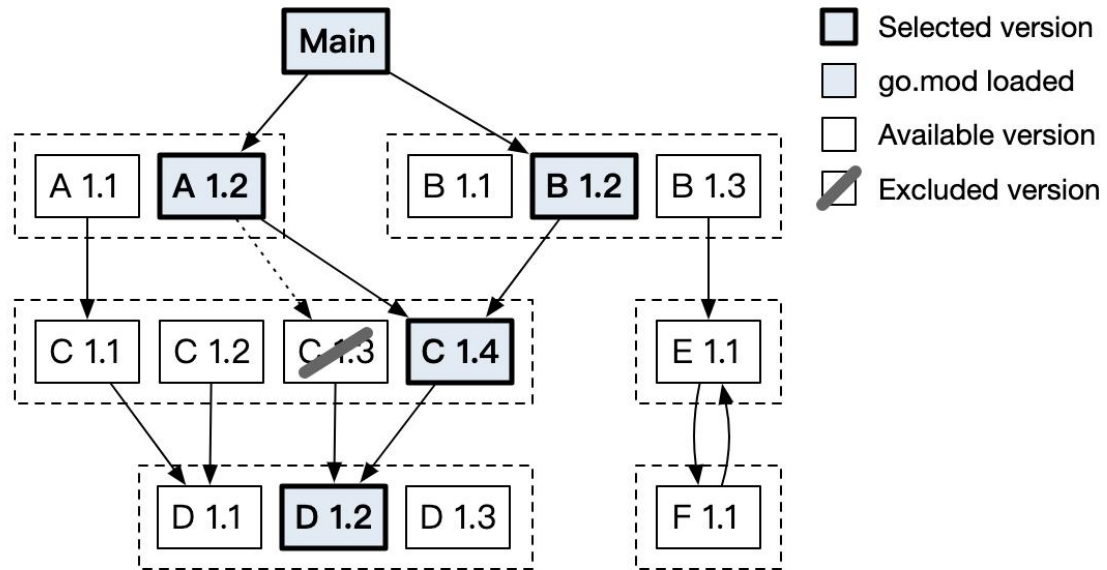 Main
Selected version
go.mod loaded
Available version
Excluded version
A 1.1
A 1.2
B 1.1
B 1.2
B 1.3
C 1.1
C 1.2
C 1.3
C 1.4
E 1.1
D 1.1
D 1.2
D 1.3
F 1.1